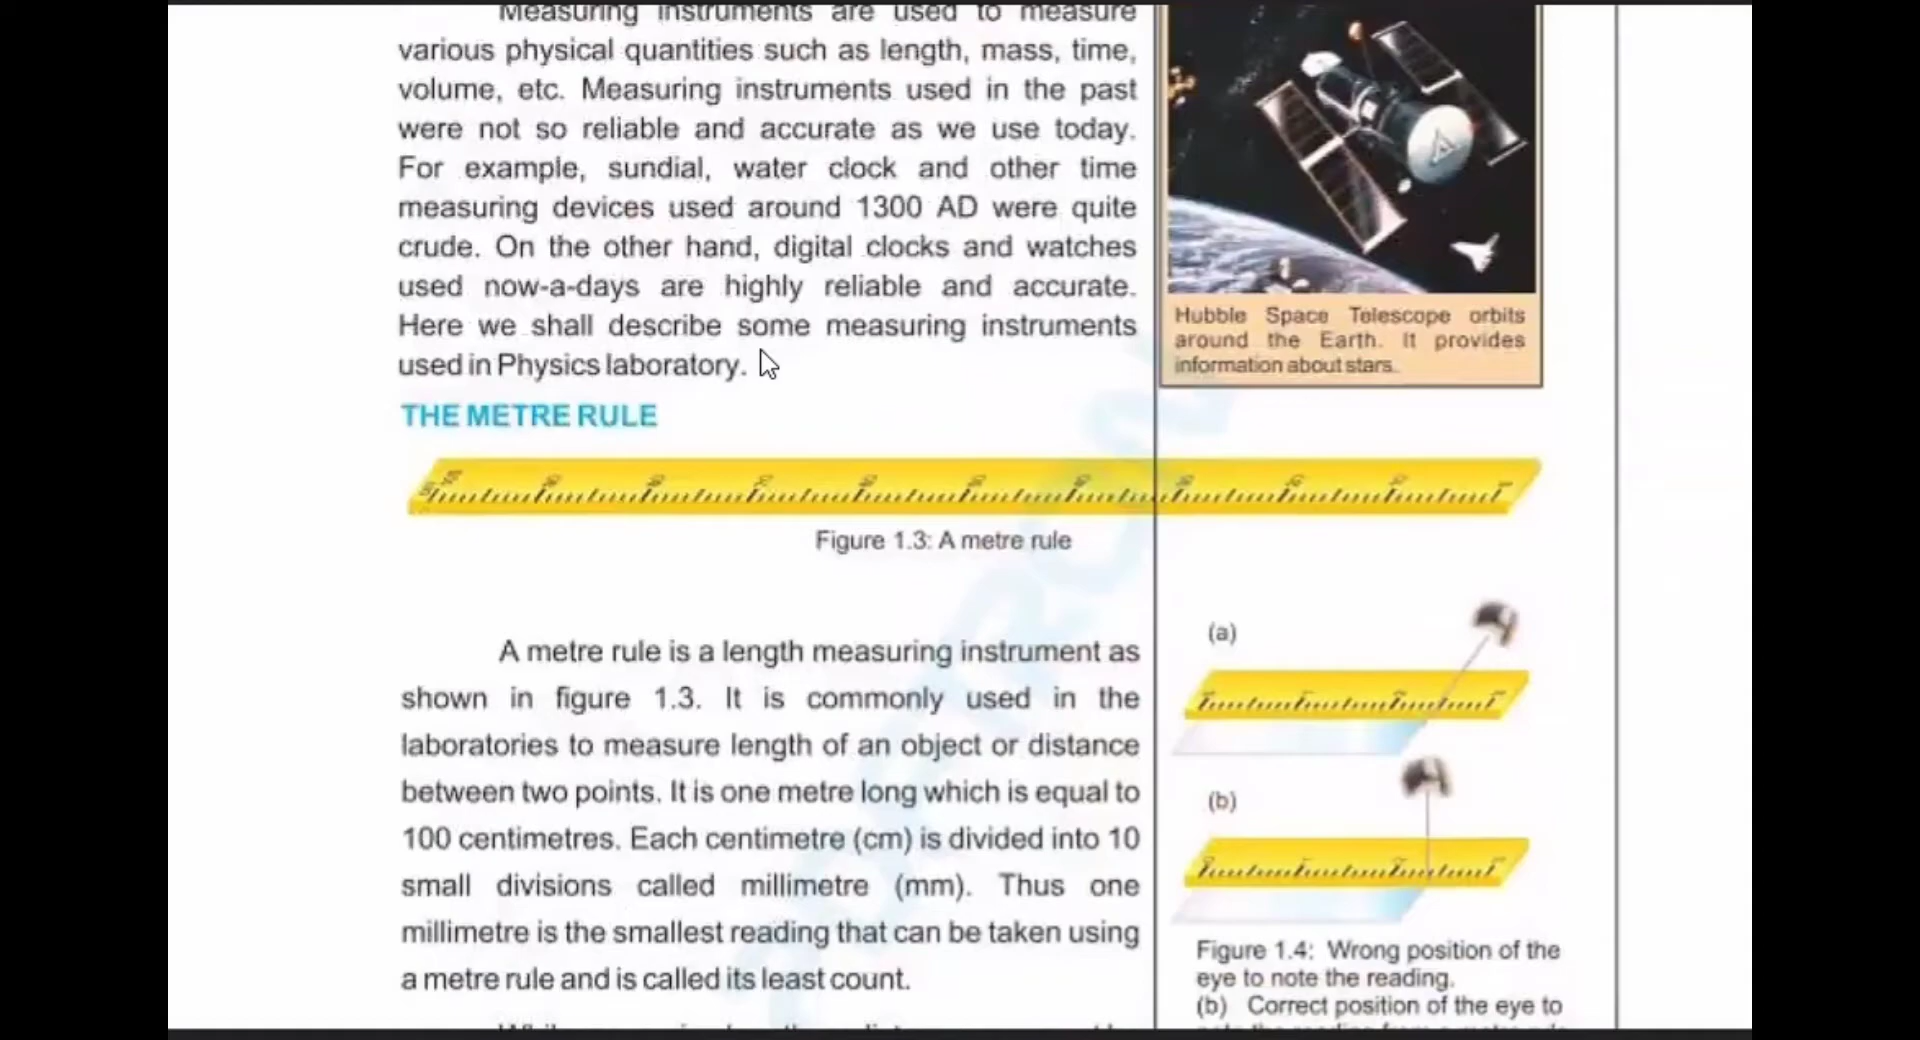 Measuring instruments are used to measure
various physical quantities such as length, mass, time,
volume, etc. Measuring instruments used in the past
were not so reliable and accurate as we use today.
For example, sundial, water clock and other time
measuring devices used around 1300 AD were quite
crude. On the other hand, digital clocks and watches
used now-a-days are highly reliable and accurate.
Here we shall describe some measuring instruments
used in Physics laboratory.
Hubble Space Telescope orbits
around the Earth. It provides
information about stars.
THE METRE RULE
Figure 1.3: A metre rule
A metre rule is a length measuring instrument as
shown in figure 1.3. It is commonly used in the
laboratories to measure length of an object or distance
between two points. It is one metre long which is equal to
100 centimetres. Each centimetre (cm) is divided into 10
small divisions called millimetre (mm). Thus one
millimetre is the smallest reading that can be taken using
a metre rule and is called its least count.
(a)
(b)
Figure 1.4: Wrong position of the
eye to note the reading.
(b) Correct position of the eye to